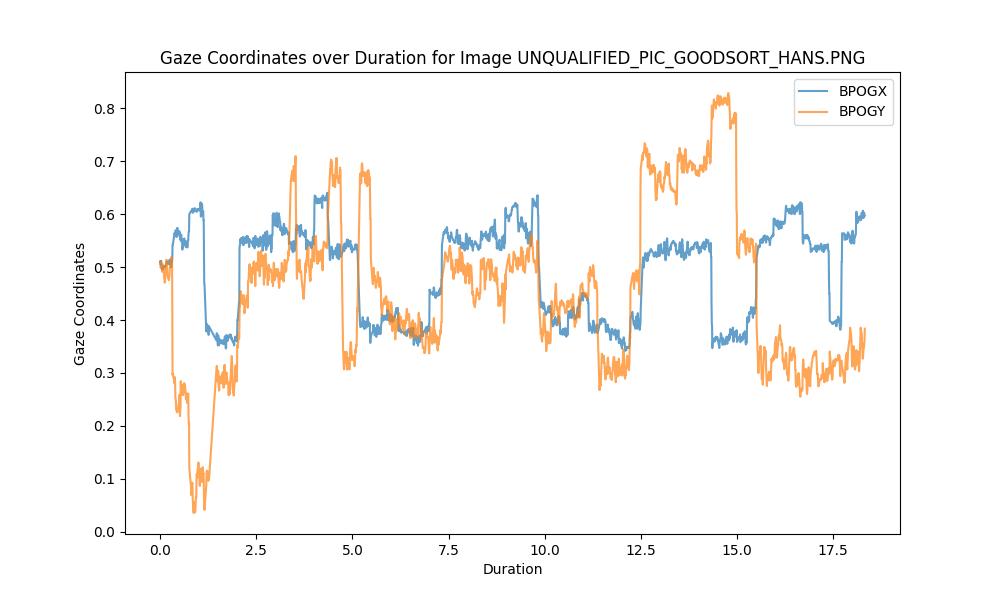 Gaze Coordinates over Duration for Image UNQUALIFIED_PIC_GOODSORT_HANS.PNG
BPOGX
BPOGY
0.8
0.7
0.6
0.5
0.4
0.3
0.2
0.1
0.0
Gaze Coordinates
0.0 2.5 5.0 7.5 10.0 12.5 15.0 17.5
Duration